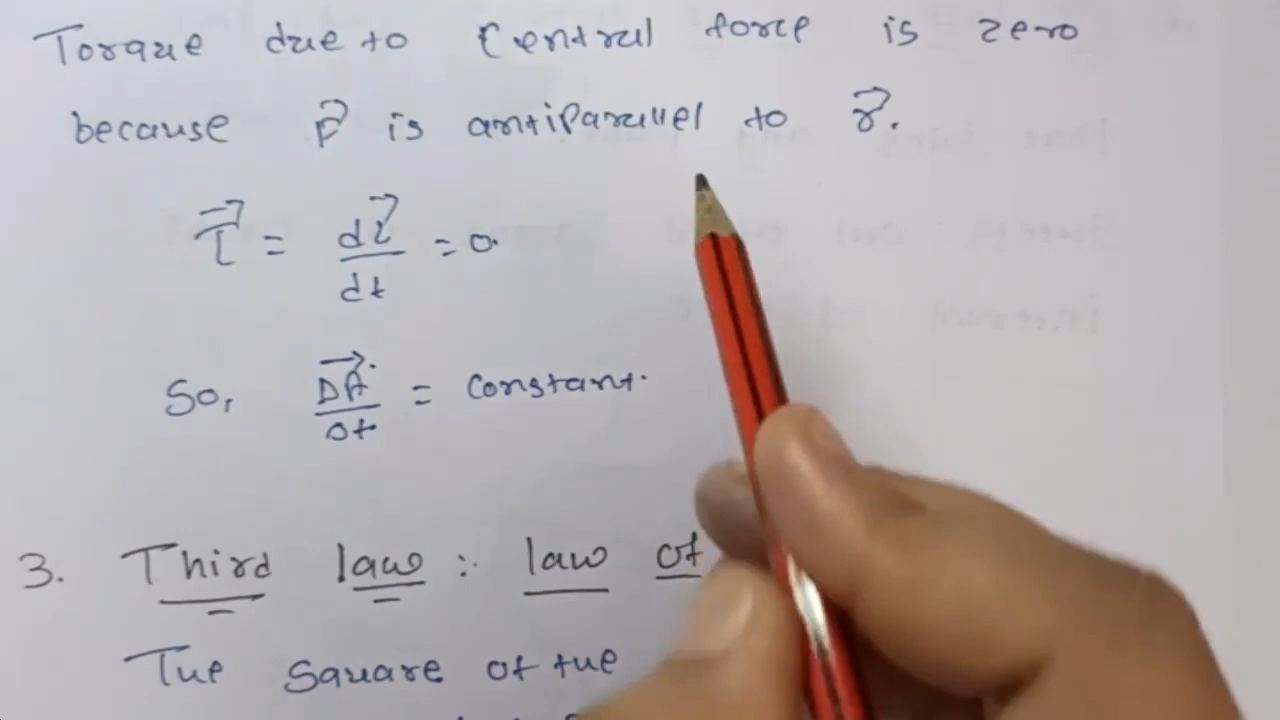 Torque due to Central force is zero
because F⃗ is antiparallel to r⃗.
τ⃗ = dL⃗/dt = 0.
So, ΔA⃗/Δt = constant.
3. Third law : law of
The square of the